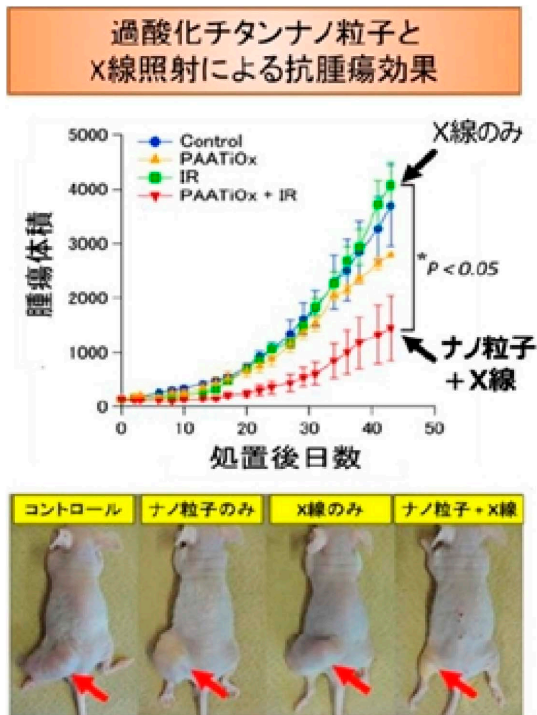 過酸化チタンナノ粒子と
X線照射による抗腫瘍効果
5000
4000
3000
2000
1000
0
腫瘍体積
Control
PAATiOx
IR
PAATiOx + IR
X線のみ
*P < 0.05
ナノ粒子
+X線
0
10
20
30
40
50
処置後日数
コントロール
ナノ粒子のみ
X線のみ
ナノ粒子+X線